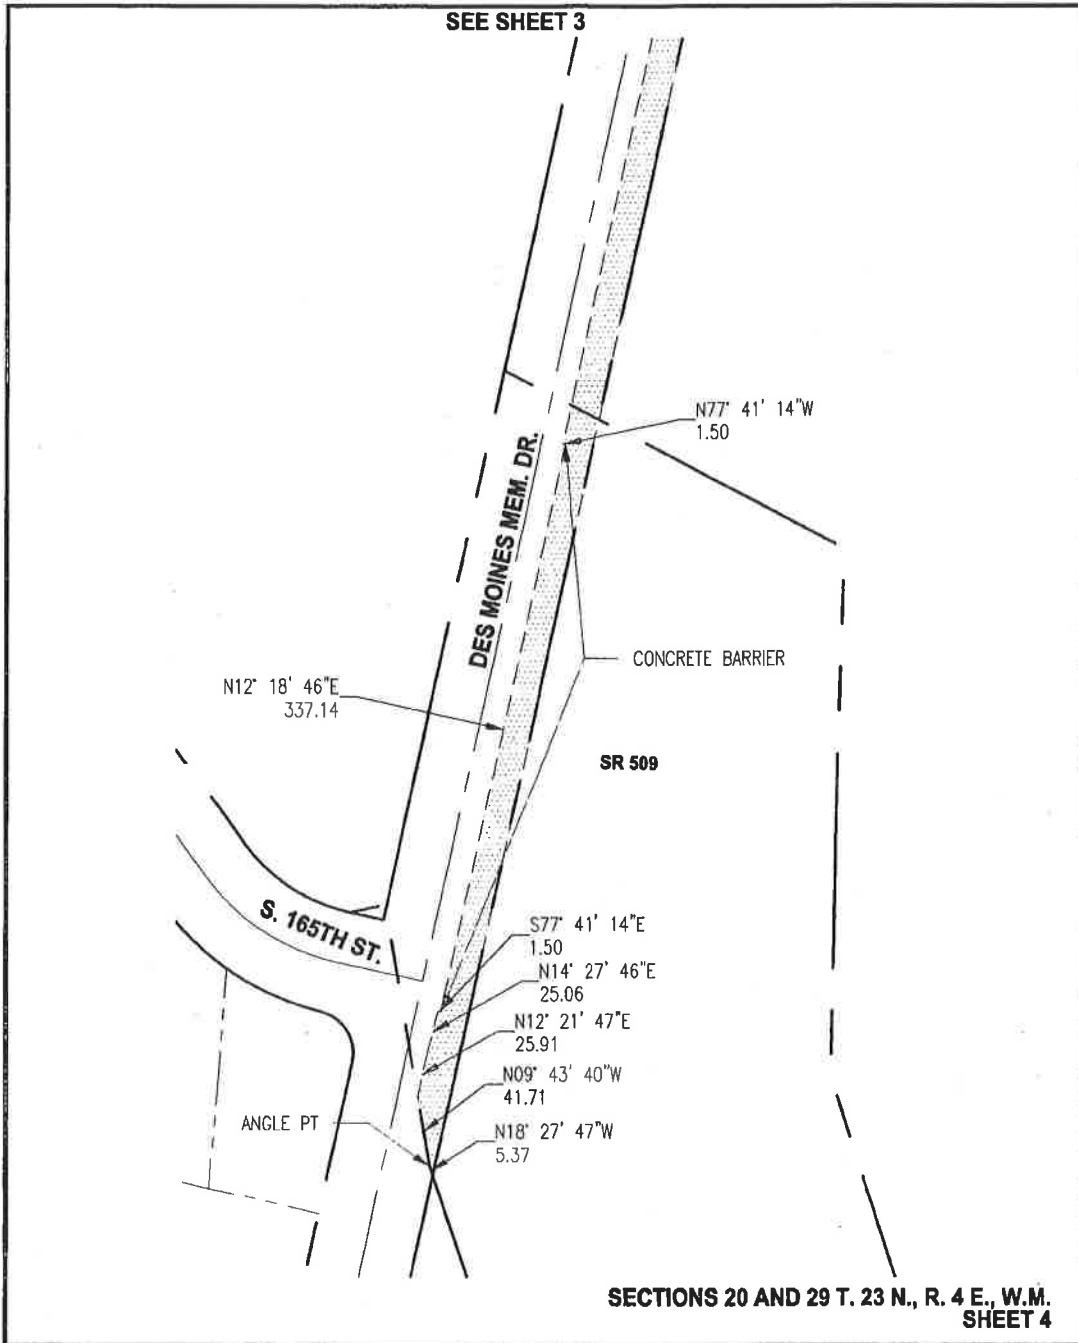 SEE SHEET 3
N77° 41' 14"W
1.50
DES MOINES MEM. DR.
CONCRETE BARRIER
N12° 18' 46"E
337.14
SR 509
S. 165TH ST.
S77° 41' 14"E
1.50
N14° 27' 46"E
25.06
N12° 21' 47"E
25.91
N09° 43' 40"W
41.71
ANGLE PT
N18° 27' 47"W
5.37
SECTIONS 20 AND 29 T. 23 N., R. 4 E., W.M.
SHEET 4